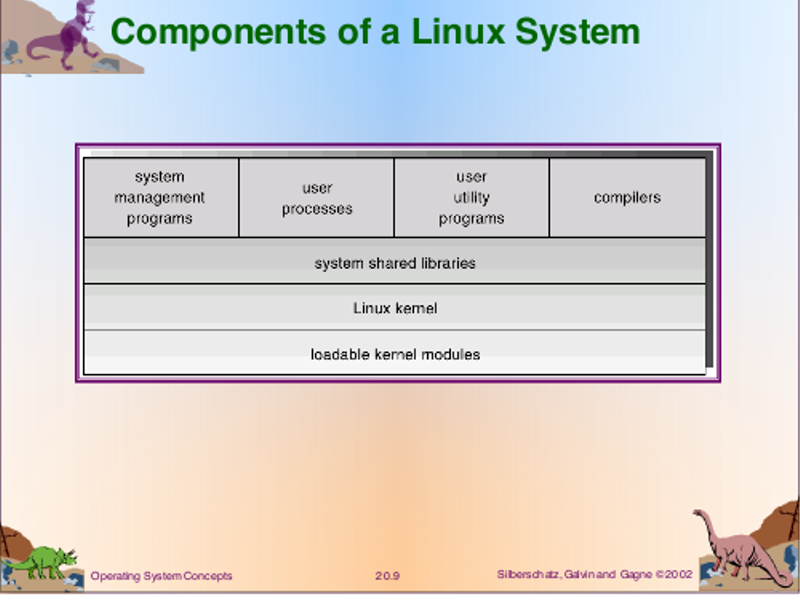 Components of a Linux System
system
management
programs
user
processes
user
utility
programs
compilers
system shared libraries
Linux kernel
loadable kernel modules
Operating System Concepts
20.9
Silberschatz, Galvin and Gagne ©2002